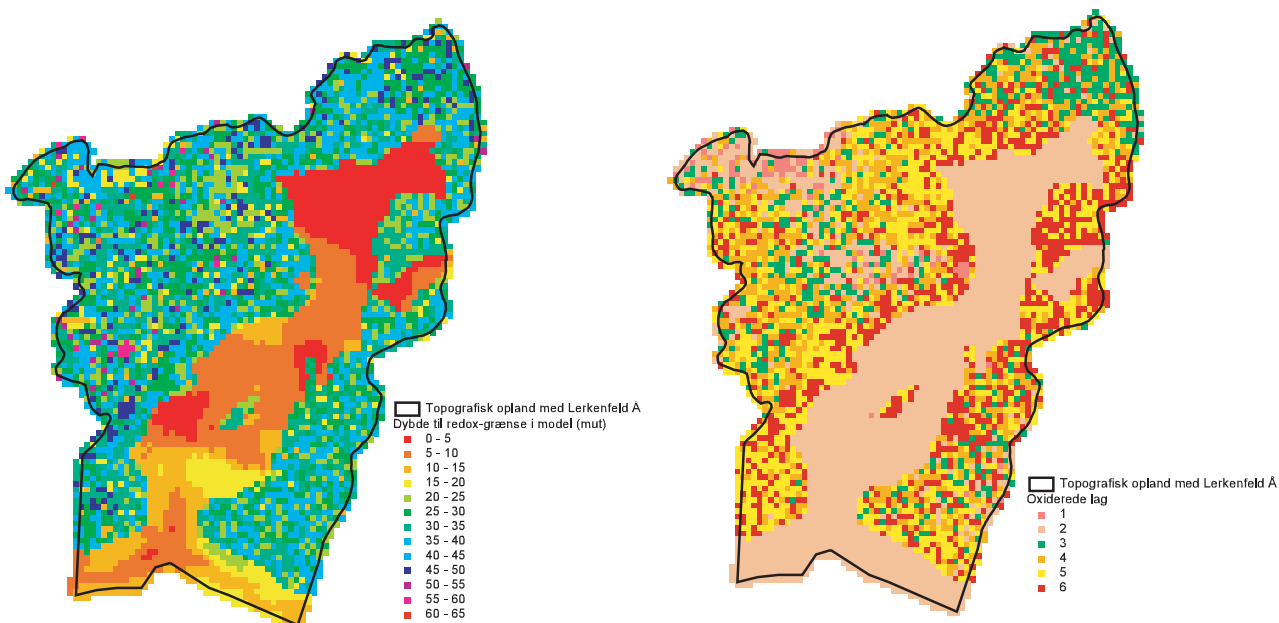 Topografisk opland med Lerkenfeld Å
Dybde til redox-grænse i model (mut)
0 - 5
5 - 10
10 - 15
15 - 20
20 - 25
25 - 30
30 - 35
35 - 40
40 - 45
45 - 50
50 - 55
55 - 60
60 - 65
Topografisk opland med Lerkenfeld Å
Oxiderede lag
1
2
3
4
5
6